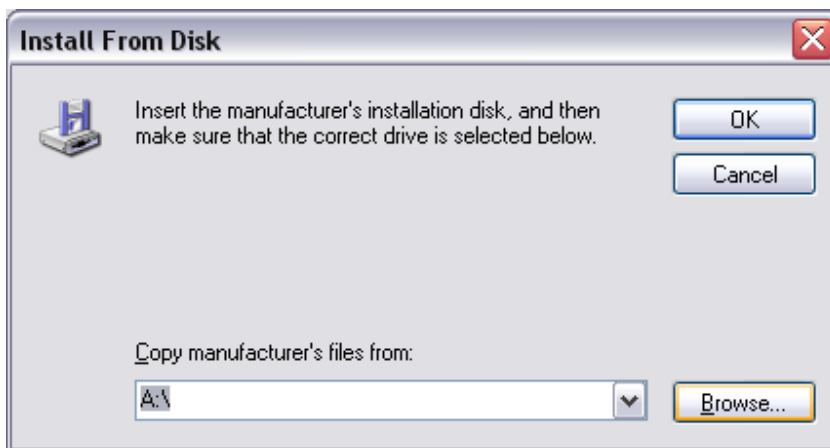 Install From Disk
Insert the manufacturer's installation disk, and then
make sure that the correct drive is selected below.
OK
Cancel
Copy manufacturer's files from:
A:\
Browse...